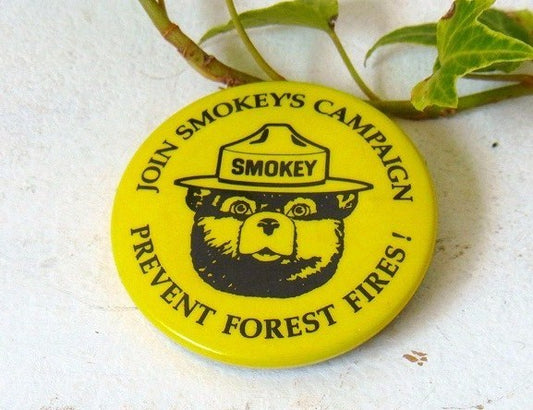 JOIN SMOKEY'S CAMPAIGN
SMOKEY
PREVENT FOREST FIRES!